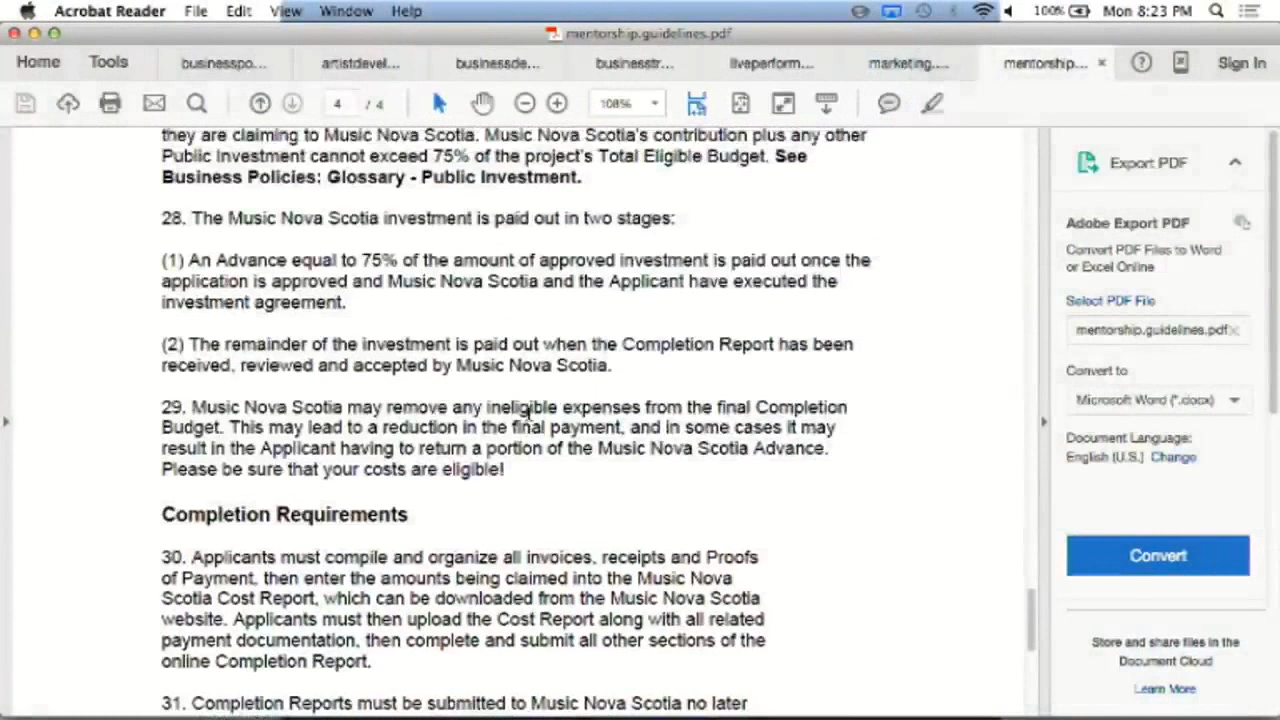 Acrobat Reader File Edit View Window Help 100% Mon 8:23 PM
mentorship.guidelines.pdf
Home Tools businesspo... artistdevel... businessde... businesstr... liveperform... marketing.... mentorship... × Sign In
4 / 4 108%
they are claiming to Music Nova Scotia. Music Nova Scotia's contribution plus any other
Public Investment cannot exceed 75% of the project's Total Eligible Budget. See
Business Policies: Glossary - Public Investment.
28. The Music Nova Scotia investment is paid out in two stages:
(1) An Advance equal to 75% of the amount of approved investment is paid out once the
application is approved and Music Nova Scotia and the Applicant have executed the
investment agreement.
(2) The remainder of the investment is paid out when the Completion Report has been
received, reviewed and accepted by Music Nova Scotia.
29. Music Nova Scotia may remove any ineligible expenses from the final Completion
Budget. This may lead to a reduction in the final payment, and in some cases it may
result in the Applicant having to return a portion of the Music Nova Scotia Advance.
Please be sure that your costs are eligible!
Completion Requirements
30. Applicants must compile and organize all invoices, receipts and Proofs
of Payment, then enter the amounts being claimed into the Music Nova
Scotia Cost Report, which can be downloaded from the Music Nova Scotia
website. Applicants must then upload the Cost Report along with all related
payment documentation, then complete and submit all other sections of the
online Completion Report.
31. Completion Reports must be submitted to Music Nova Scotia no later
Export PDF
Adobe Export PDF
Convert PDF Files to Word
or Excel Online
Select PDF File
mentorship.guidelines.pdf ×
Convert to
Microsoft Word (*.docx)
Document Language:
English (U.S.) Change
Convert
Store and share files in the
Document Cloud
Learn More